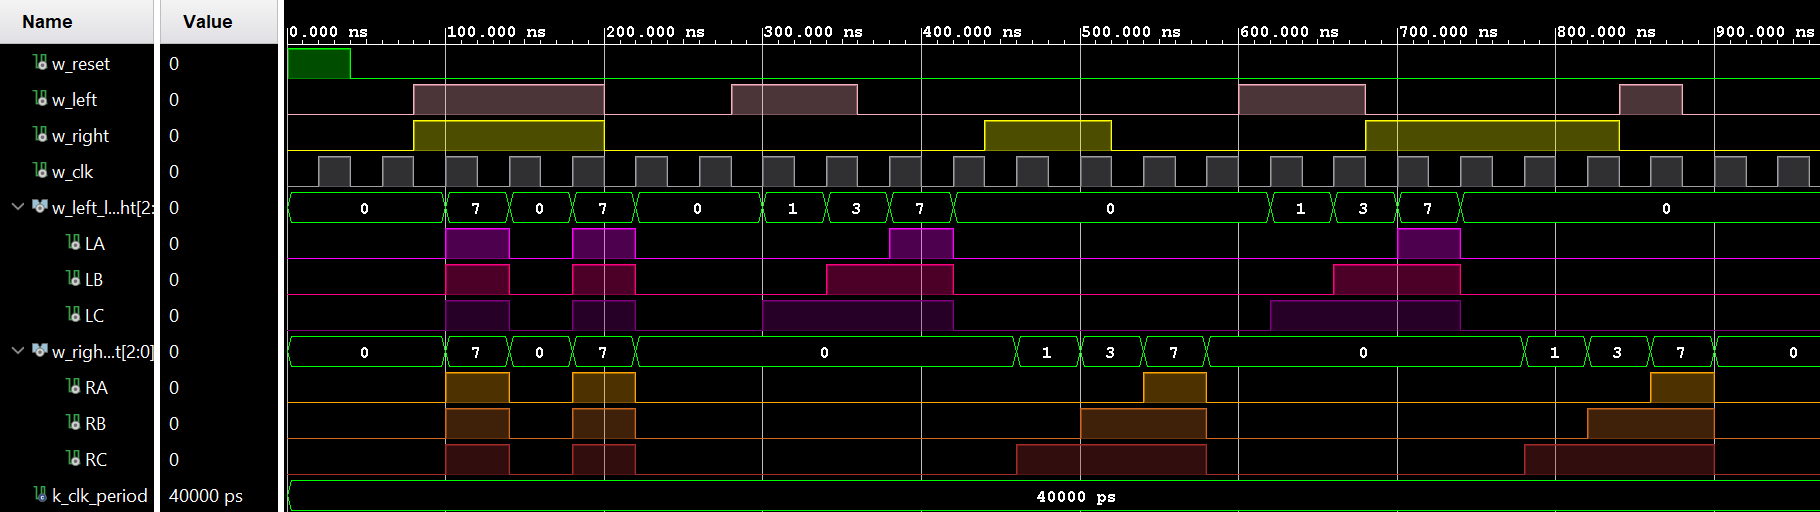 Name Value
0.000 ns 100.000 ns 200.000 ns 300.000 ns 400.000 ns 500.000 ns 600.000 ns 700.000 ns 800.000 ns 900.000 ns
w_reset 0
w_left 0
w_right 0
w_clk 0
w_left_l...ht[2: 0 0 7 0 7 0 1 3 7 0 1 3 7 0
LA 0
LB 0
LC 0
w_righ...t[2:0] 0 0 7 0 7 0 1 3 7 0 1 3 7 0
RA 0
RB 0
RC 0
k_clk_period 40000 ps 40000 ps